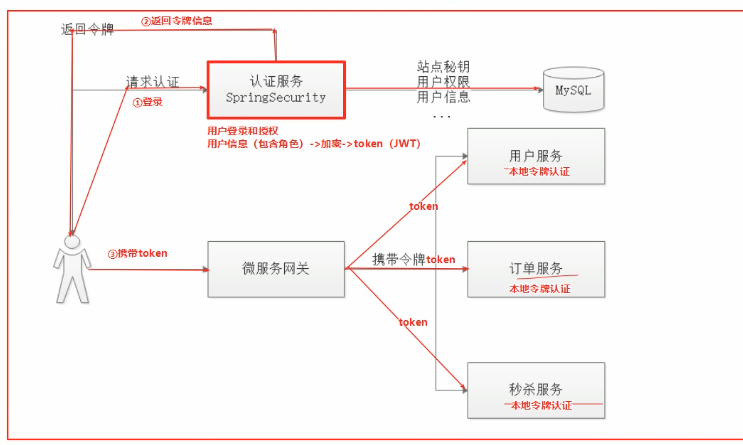 返回令牌
②返回令牌信息
请求认证
①登录
认证服务
SpringSecurity
站点秘钥
用户权限
用户信息
...
MySQL
用户登录和授权
用户信息（包含角色）->加密->token（JWT）
用户服务
本地令牌认证
token
③携带token
微服务网关
携带令牌token
订单服务
本地令牌认证
token
秒杀服务
本地令牌认证